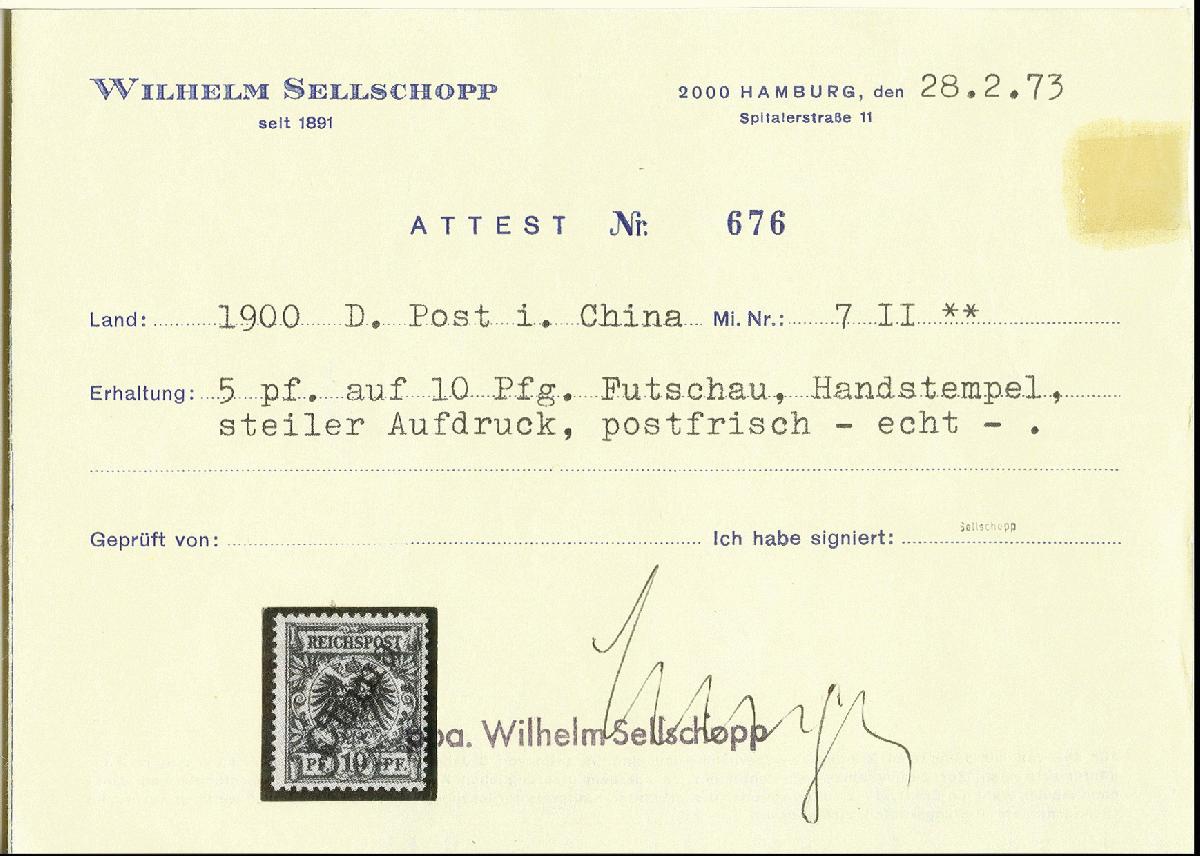 WILHELM SELLSCHOPP
seit 1891
2000 HAMBURG, den 28.2.73
Spitalerstraße 11
ATTEST Nr. 676
Land: 1900 D. Post i. China Mi. Nr.: 7 II **
Erhaltung: 5 pf. auf 10 Pfg. Futschau, Handstempel,
steiler Aufdruck, postfrisch - echt - .
Geprüft von: Ich habe signiert: Sellschopp
REICHSPOST
China
PF 10 PF
ppa. Wilhelm Sellschopp